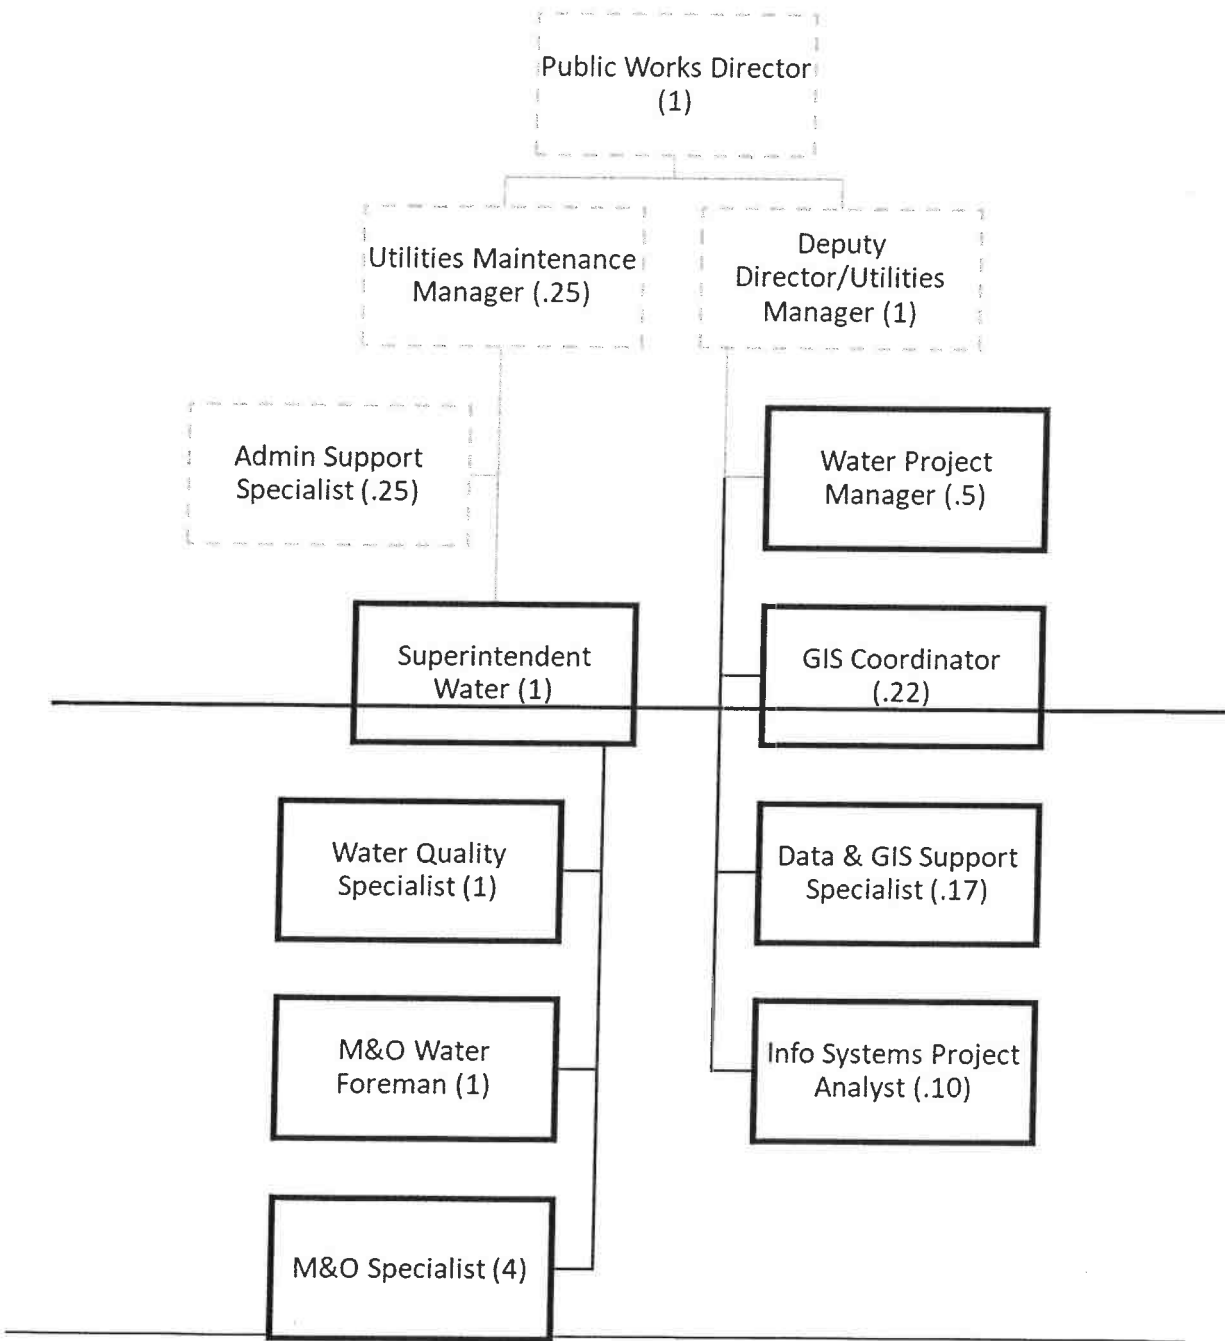 Public Works Director
(1)
Utilities Maintenance
Manager (.25)
Deputy
Director/Utilities
Manager (1)
Admin Support
Specialist (.25)
Water Project
Manager (.5)
Superintendent
Water (1)
GIS Coordinator
(.22)
Water Quality
Specialist (1)
Data & GIS Support
Specialist (.17)
M&O Water
Foreman (1)
Info Systems Project
Analyst (.10)
M&O Specialist (4)